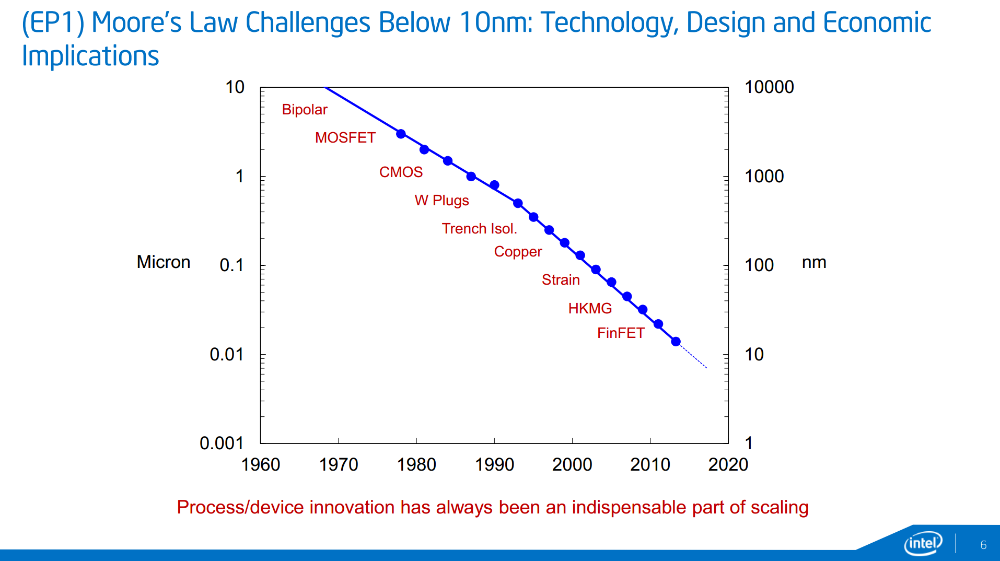 (EP1) Moore’s Law Challenges Below 10nm: Technology, Design and Economic
Implications
10
10000
Bipolar
MOSFET
CMOS
1
1000
W Plugs
Trench Isol.
Copper
Micron
0.1
100
nm
Strain
HKMG
FinFET
0.01
10
0.001
1
1960 1970 1980 1990 2000 2010 2020
Process/device innovation has always been an indispensable part of scaling
intel
6